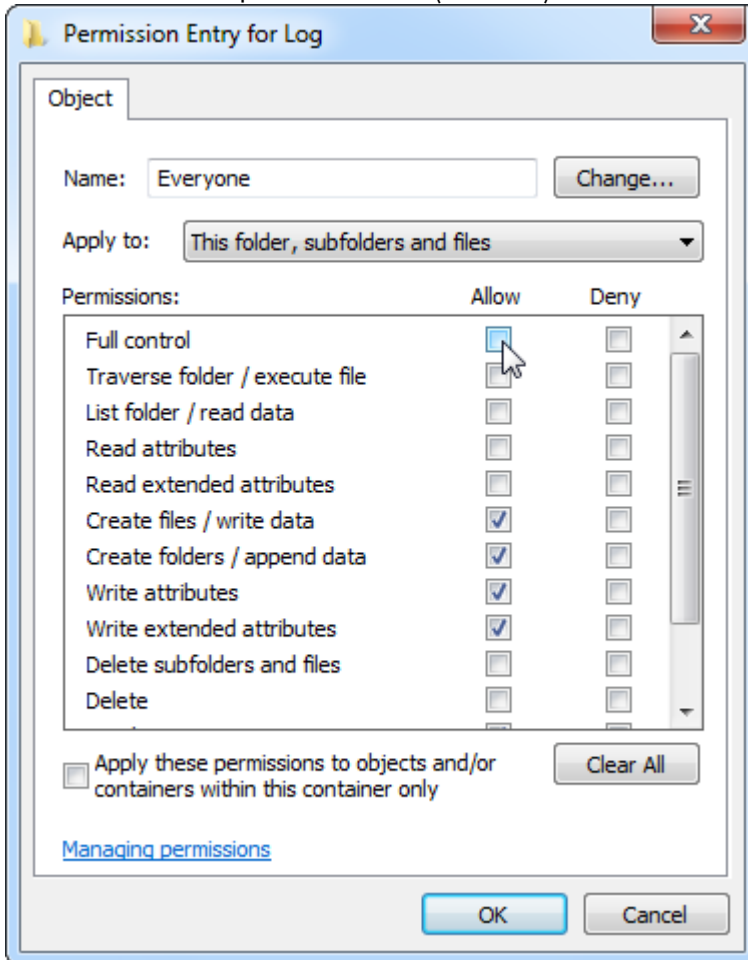 Permission Entry for Log
Object
Name: Everyone Change...
Apply to: This folder, subfolders and files
Permissions: Allow Deny
Full control
Traverse folder / execute file
List folder / read data
Read attributes
Read extended attributes
Create files / write data
Create folders / append data
Write attributes
Write extended attributes
Delete subfolders and files
Delete
Apply these permissions to objects and/or Clear All
containers within this container only
Managing permissions
OK Cancel